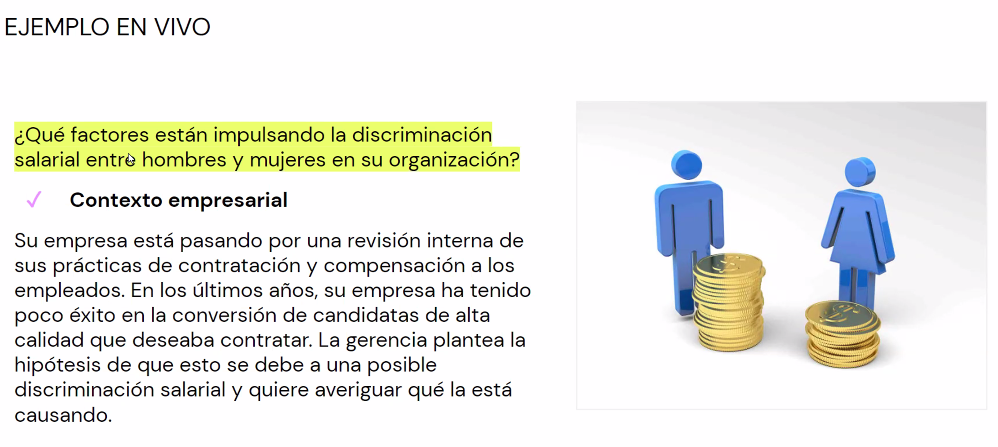 EJEMPLO EN VIVO
¿Qué factores están impulsando la discriminación
salarial entre hombres y mujeres en su organización?
Contexto empresarial
Su empresa está pasando por una revisión interna de
sus prácticas de contratación y compensación a los
empleados. En los últimos años, su empresa ha tenido
poco éxito en la conversión de candidatas de alta
calidad que deseaba contratar. La gerencia plantea la
hipótesis de que esto se debe a una posible
discriminación salarial y quiere averiguar qué la está
causando.